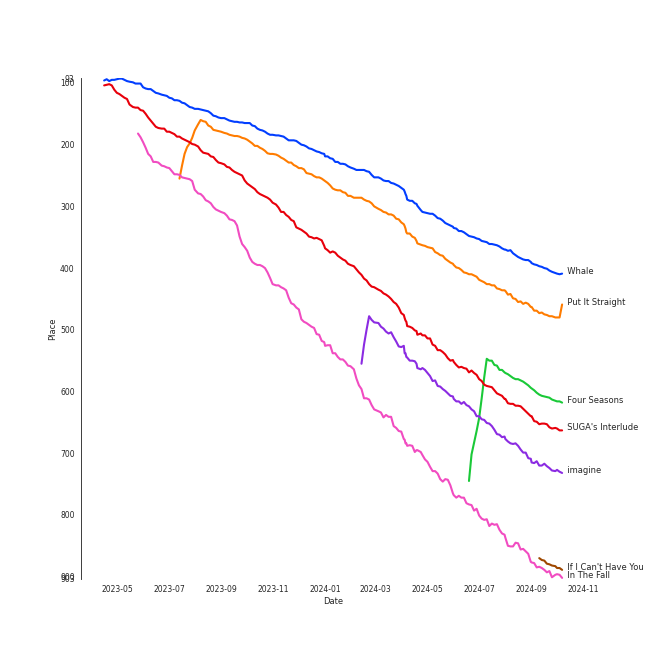 93
100
200
300
400
500
600
700
800
900
903
Place
Whale
Put It Straight
Four Seasons
SUGA's Interlude
imagine
If I Can't Have You
In The Fall
2023-05
2023-07
2023-09
2023-11
2024-01
2024-03
2024-05
2024-07
2024-09
2024-11
Date